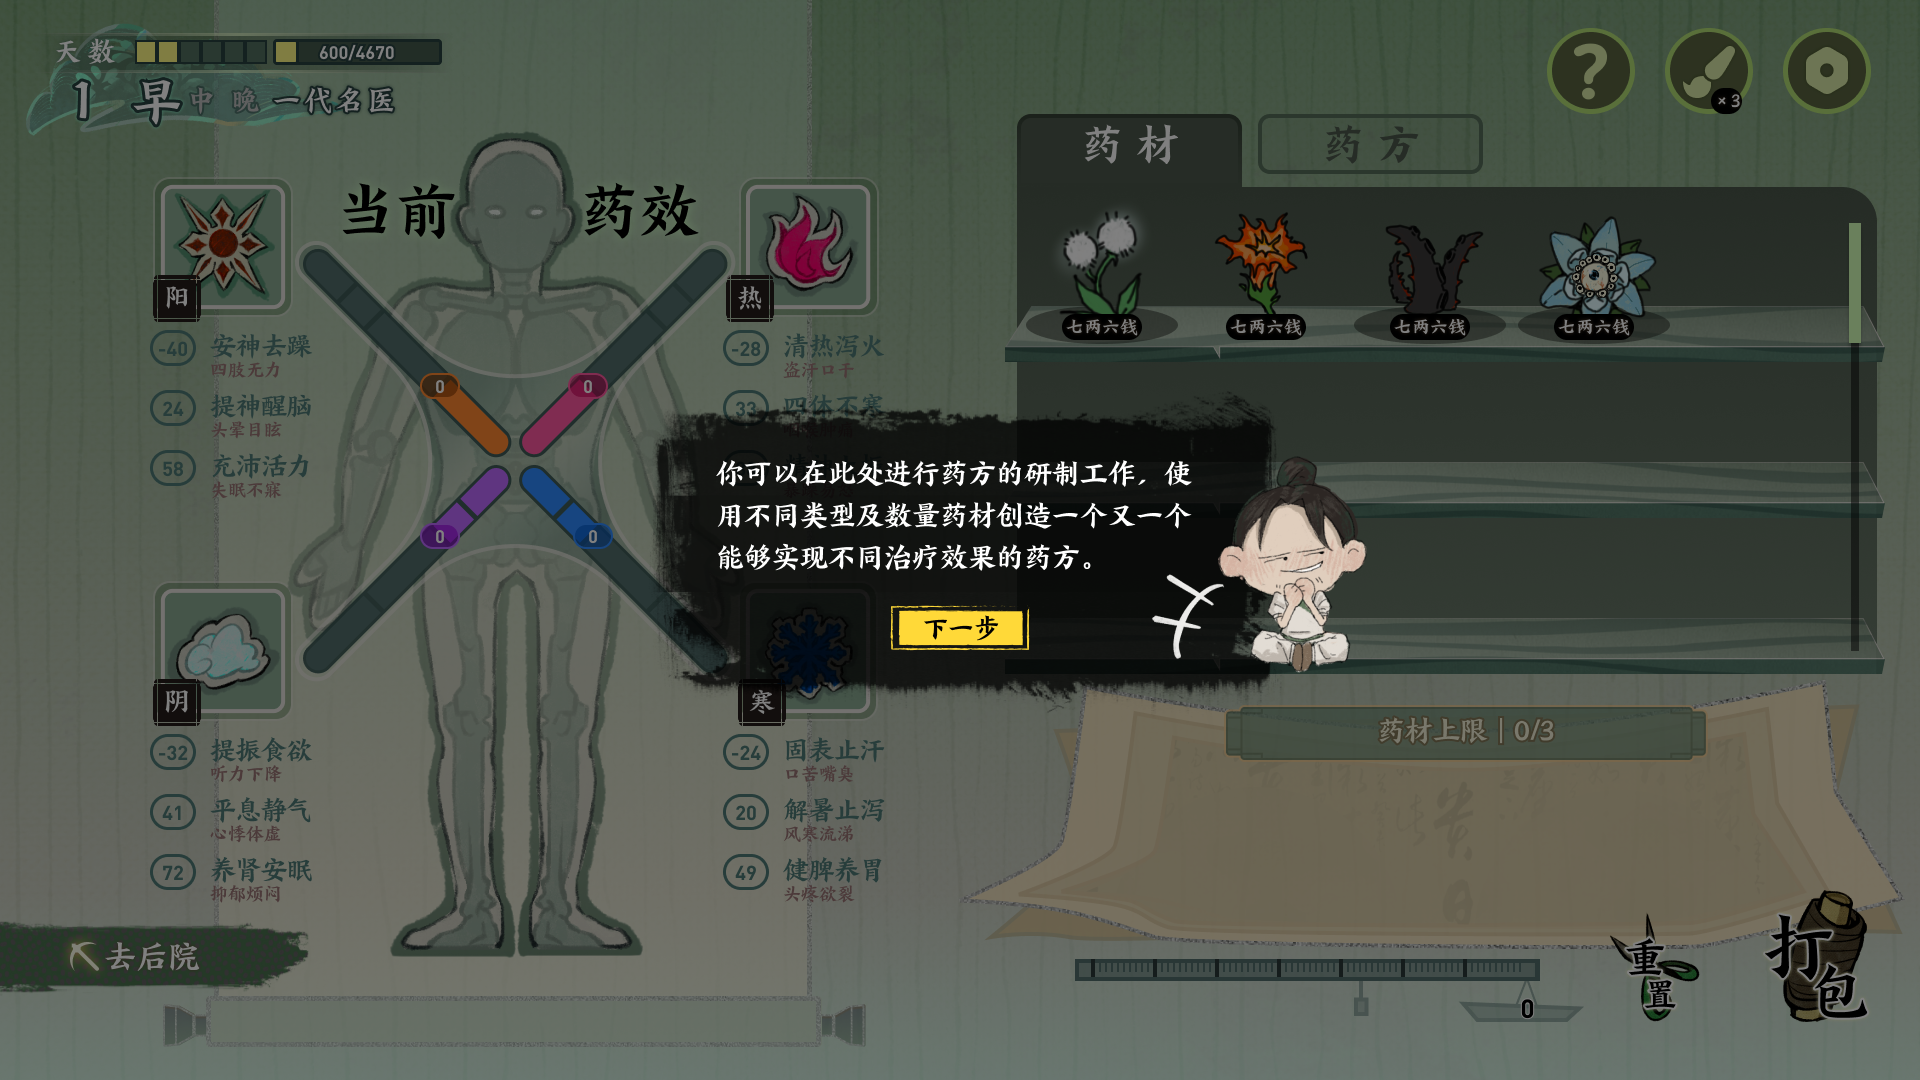 天数
600/4670
1 早 中 晚 一代名医
× 3
药材
药方
当前药效
阳
-40 安神去躁
四肢无力
24 提神醒脑
头晕目眩
58 充沛活力
失眠不寐
热
-28 清热泻火
盗汗口干
33 四体不寒
0
0
0
0
阴
-32 提振食欲
听力下降
41 平息静气
心悸体虚
72 养肾安眠
抑郁烦闷
寒
-24 固表止汗
口苦嘴臭
20 解暑止泻
风寒流涕
49 健脾养胃
头疼欲裂
七两六钱
七两六钱
七两六钱
七两六钱
你可以在此处进行药方的研制工作，使
用不同类型及数量药材创造一个又一个
能够实现不同治疗效果的药方。
下一步
药材上限｜0/3
去后院
0
重置
打包